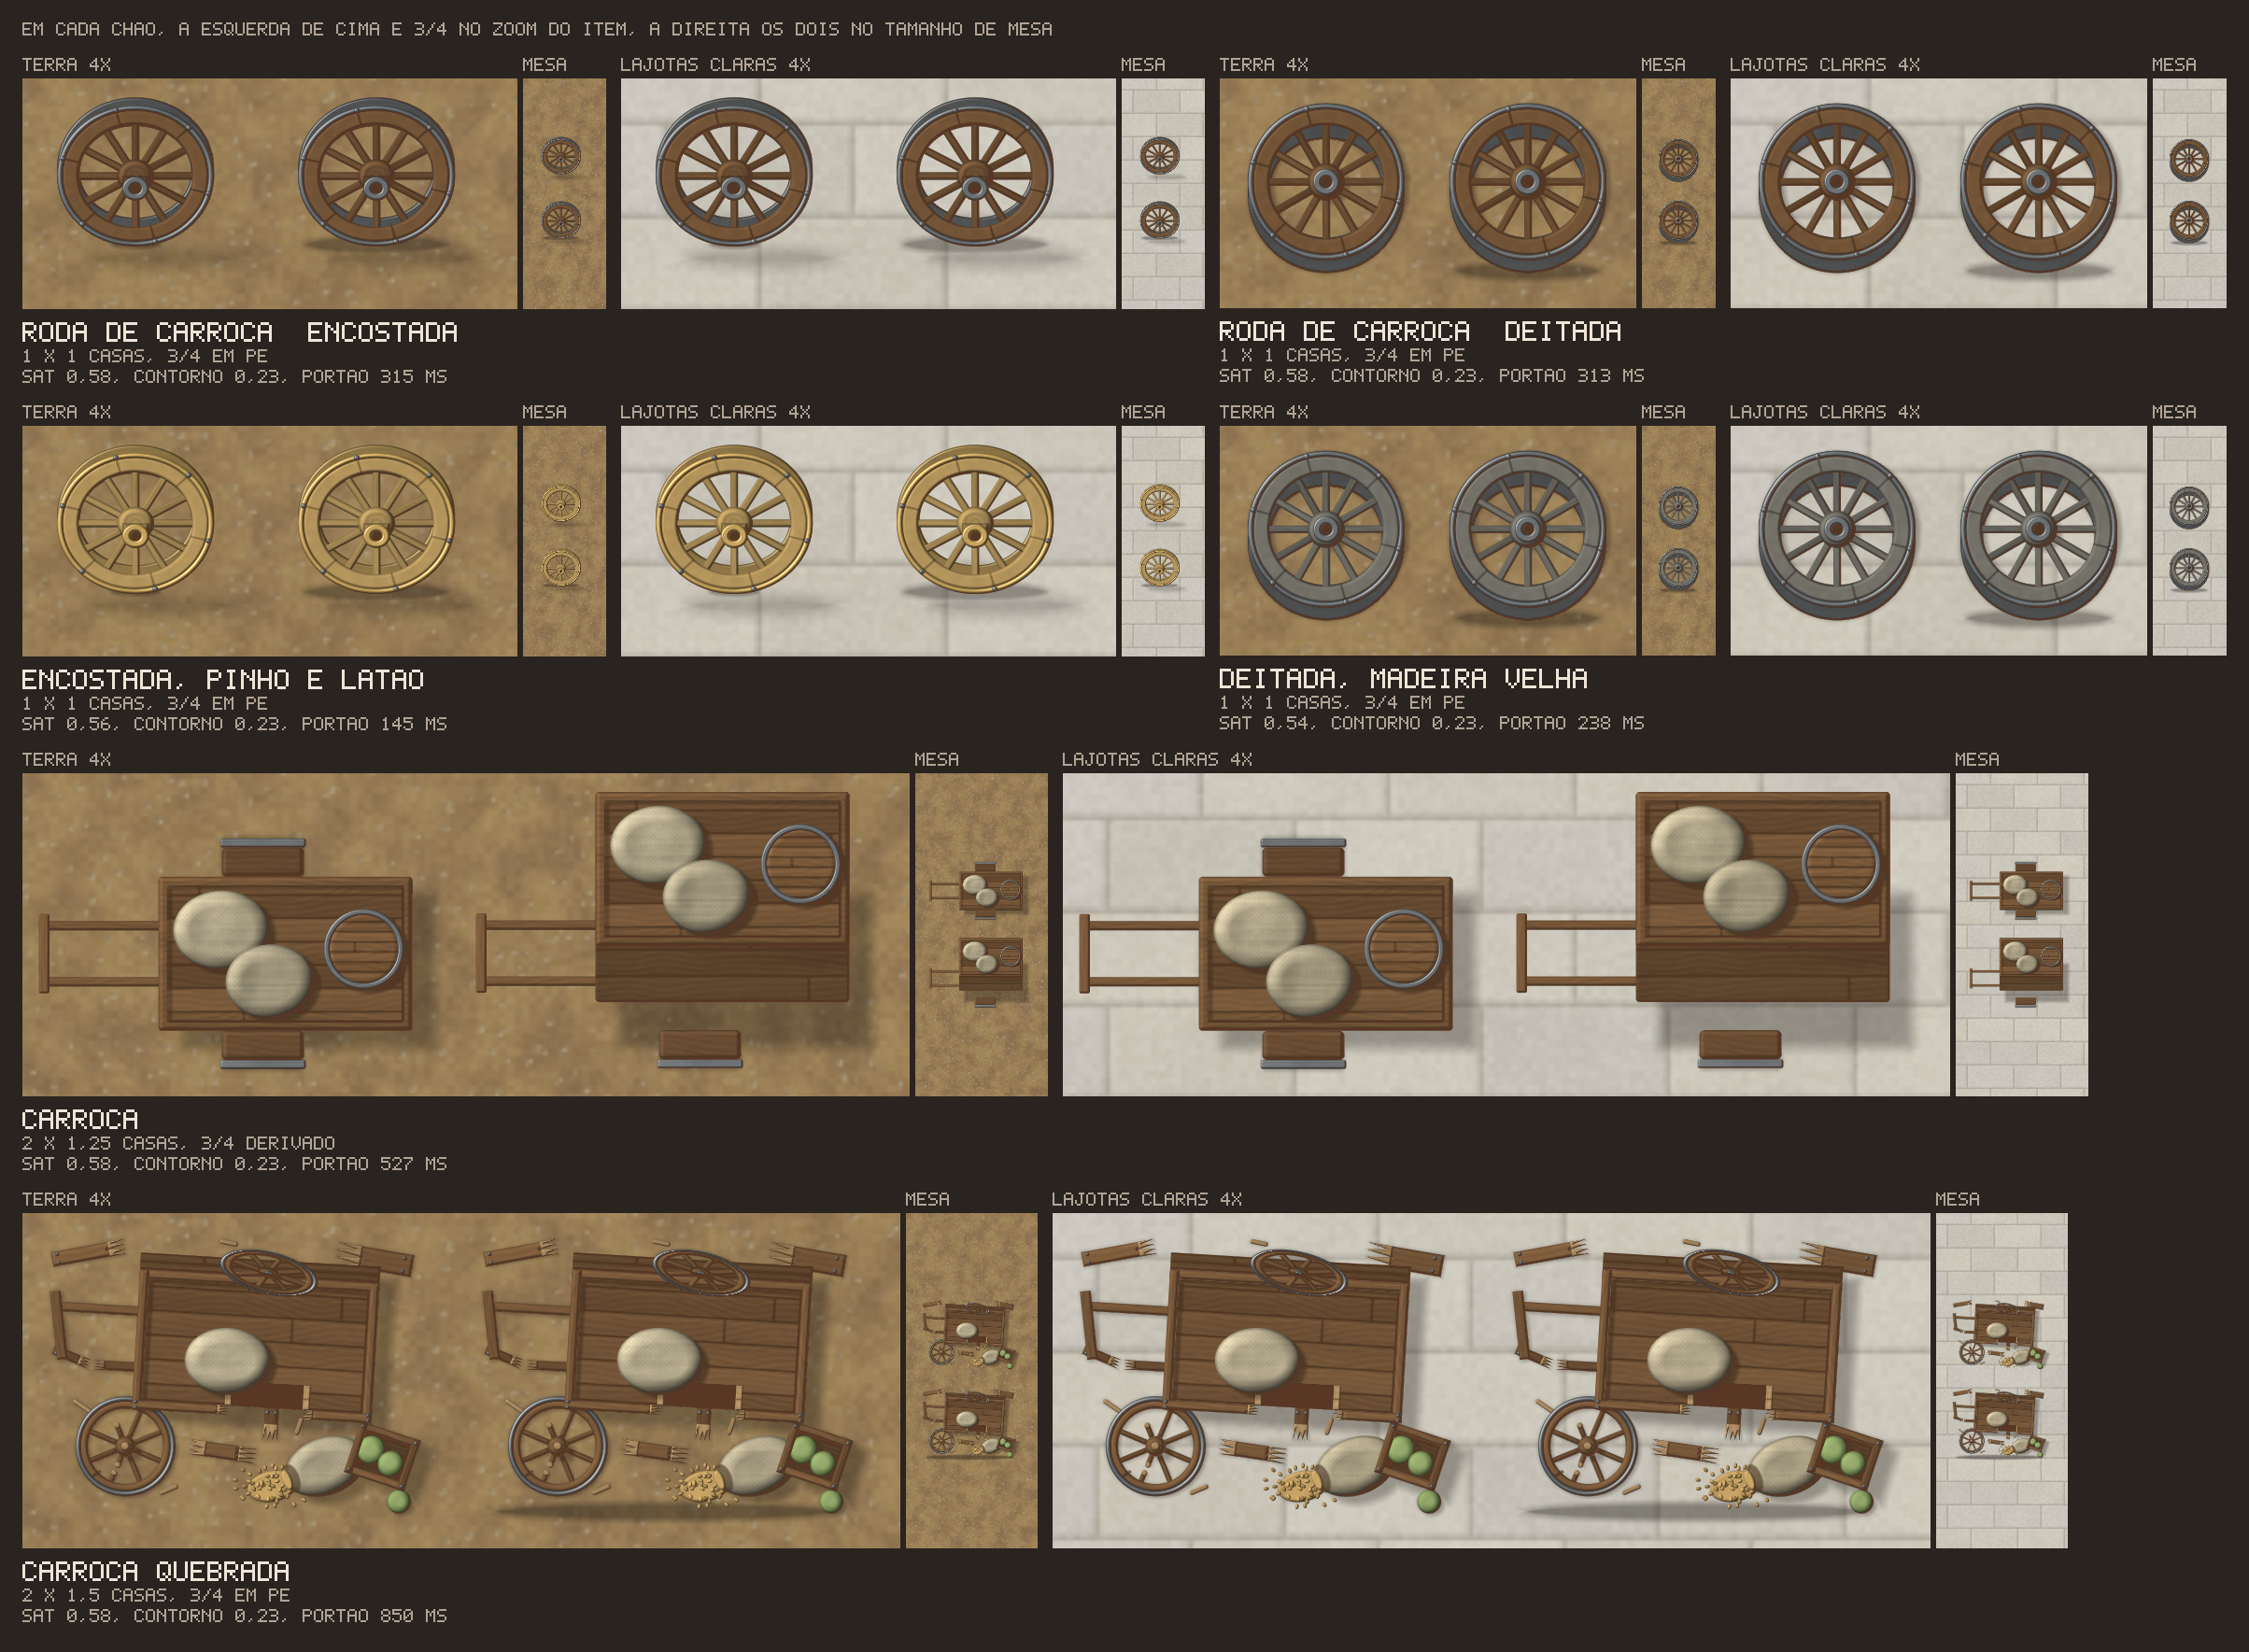 EM CADA CHAO, A ESQUERDA DE CIMA E 3/4 NO ZOOM DO ITEM, A DIREITA OS DOIS NO TAMANHO DE MESA
TERRA 4X
MESA
LAJOTAS CLARAS 4X
MESA
TERRA 4X
MESA
LAJOTAS CLARAS 4X
MESA
RODA DE CARROCA  ENCOSTADA
1 X 1 CASAS, 3/4 EM PE
SAT 0,58, CONTORNO 0,23, PORTAO 315 MS
RODA DE CARROCA  DEITADA
1 X 1 CASAS, 3/4 EM PE
SAT 0,58, CONTORNO 0,23, PORTAO 313 MS
TERRA 4X
MESA
LAJOTAS CLARAS 4X
MESA
TERRA 4X
MESA
LAJOTAS CLARAS 4X
MESA
ENCOSTADA, PINHO E LATAO
1 X 1 CASAS, 3/4 EM PE
SAT 0,56, CONTORNO 0,23, PORTAO 145 MS
DEITADA, MADEIRA VELHA
1 X 1 CASAS, 3/4 EM PE
SAT 0,54, CONTORNO 0,23, PORTAO 238 MS
TERRA 4X
MESA
LAJOTAS CLARAS 4X
MESA
CARROCA
2 X 1,25 CASAS, 3/4 DERIVADO
SAT 0,58, CONTORNO 0,23, PORTAO 527 MS
TERRA 4X
MESA
LAJOTAS CLARAS 4X
MESA
CARROCA QUEBRADA
2 X 1,5 CASAS, 3/4 EM PE
SAT 0,58, CONTORNO 0,23, PORTAO 850 MS